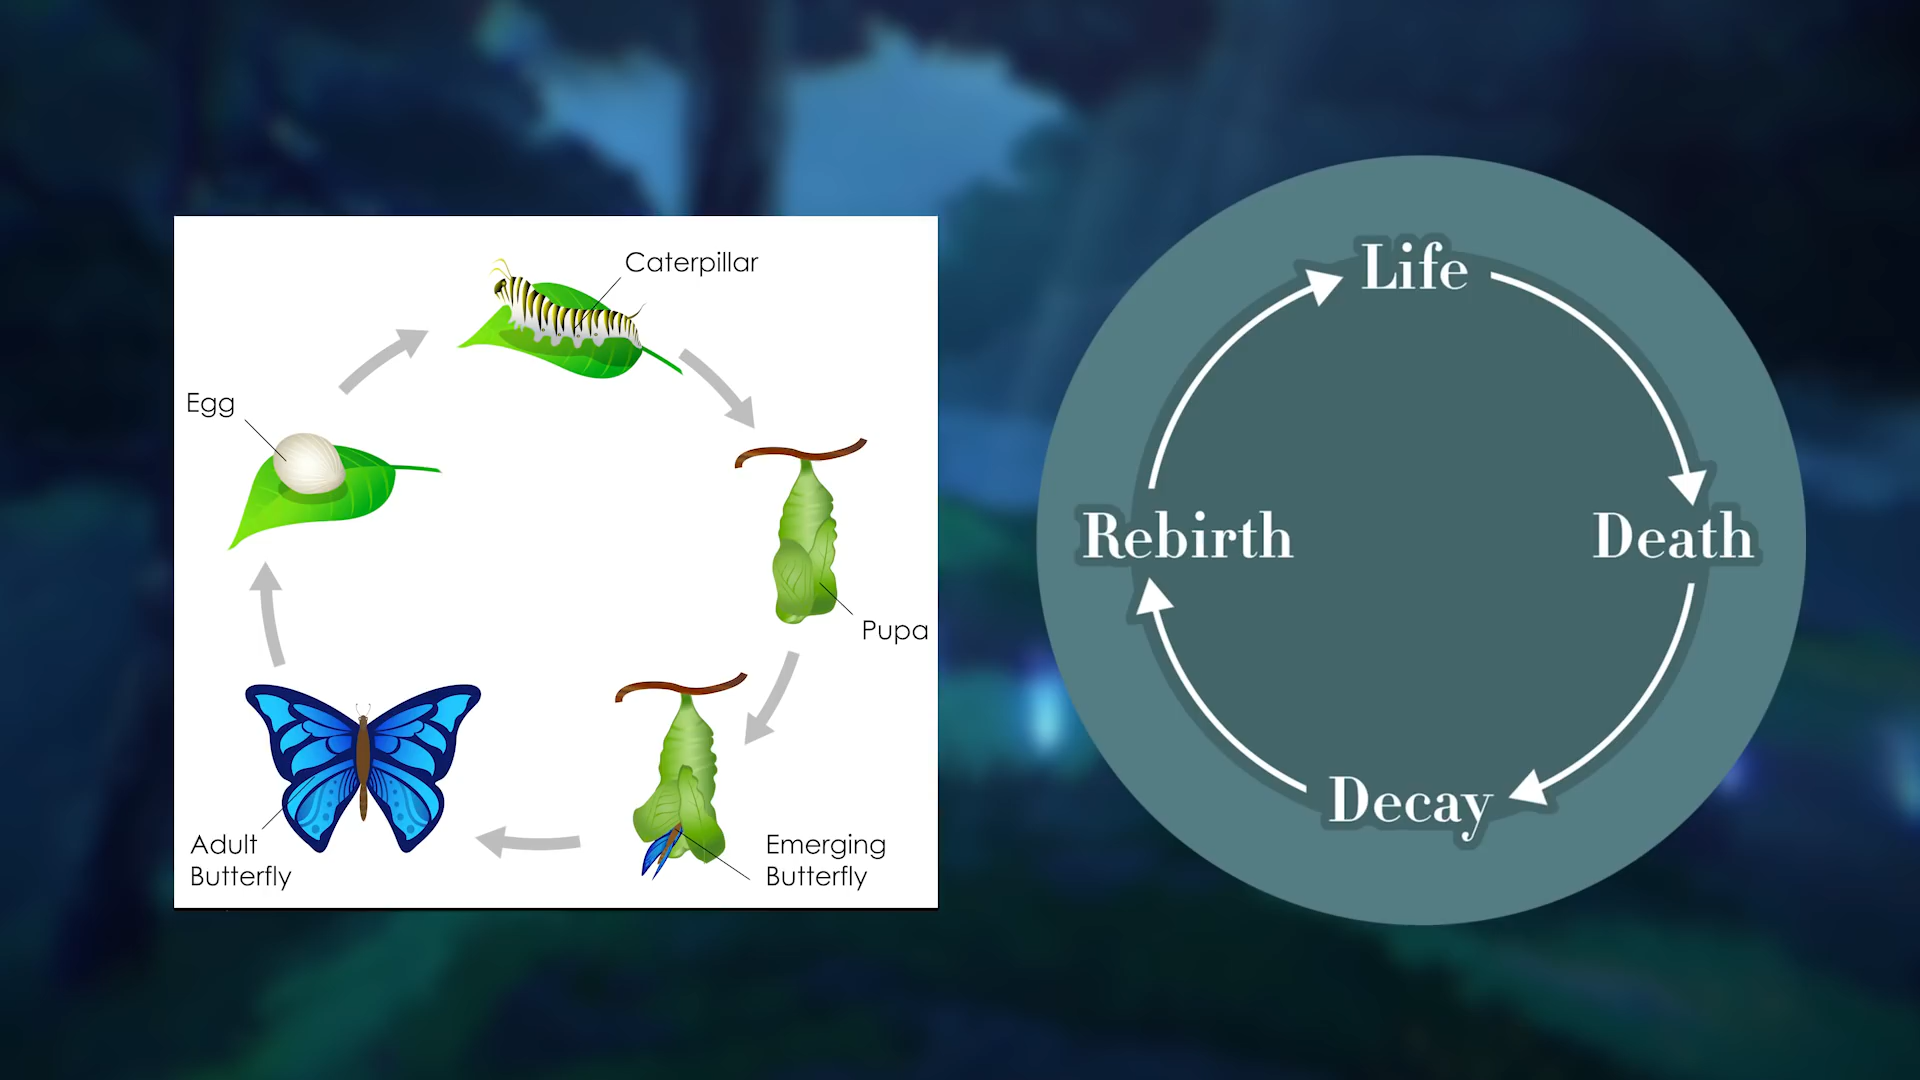 Caterpillar
Egg
Pupa
Adult
Butterfly
Emerging
Butterfly
Life
Rebirth
Death
Decay